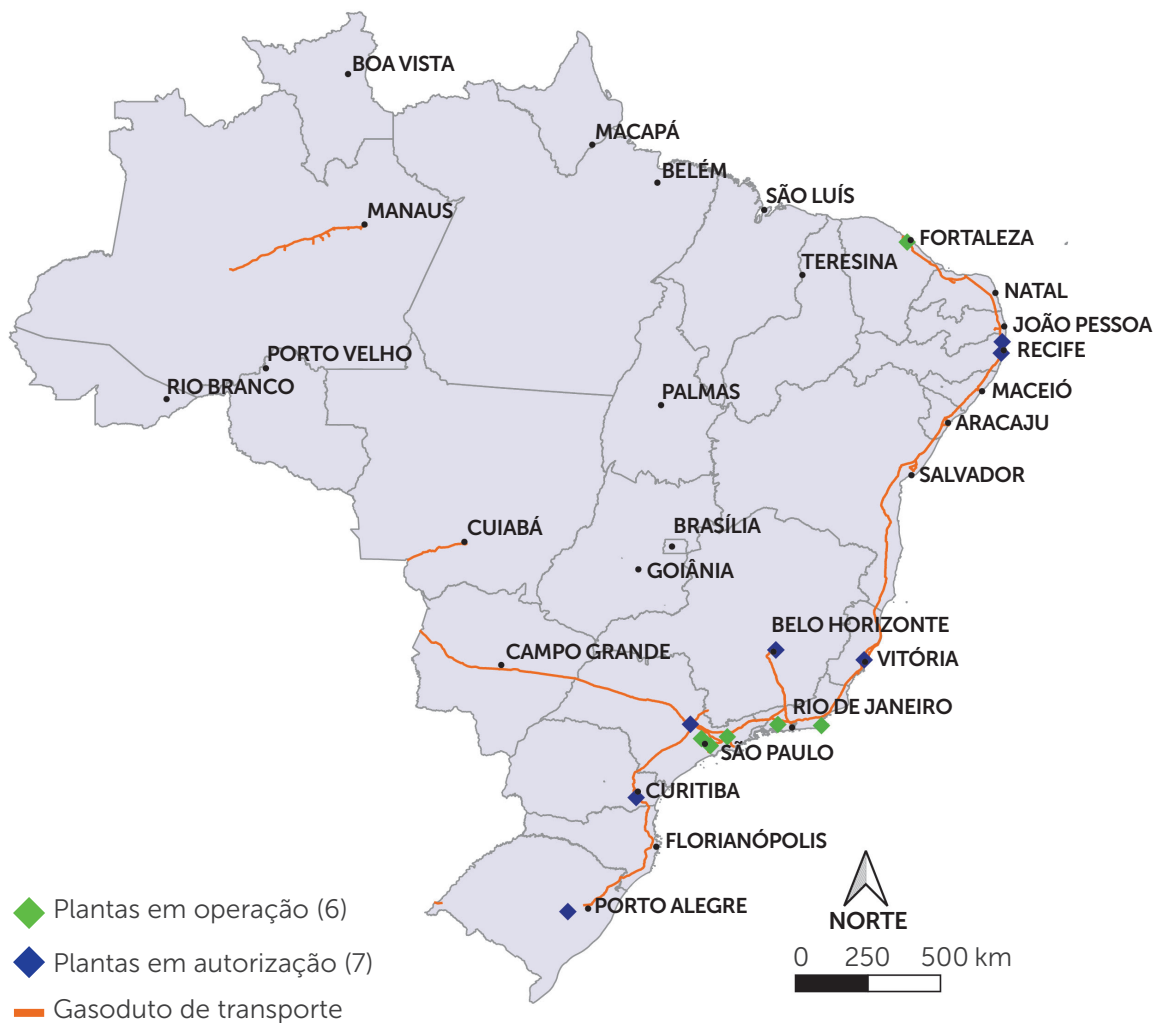 BOA VISTA
MACAPÁ
BELÉM
SÃO LUÍS
MANAUS
FORTALEZA
TERESINA
NATAL
JOÃO PESSOA
RECIFE
PORTO VELHO
RIO BRANCO
PALMAS
MACEIÓ
ARACAJU
SALVADOR
CUIABÁ
BRASÍLIA
GOIÂNIA
BELO HORIZONTE
CAMPO GRANDE
VITÓRIA
RIO DE JANEIRO
SÃO PAULO
CURITIBA
FLORIANÓPOLIS
PORTO ALEGRE
NORTE
0 250 500 km
Plantas em operação (6)
Plantas em autorização (7)
Gasoduto de transporte